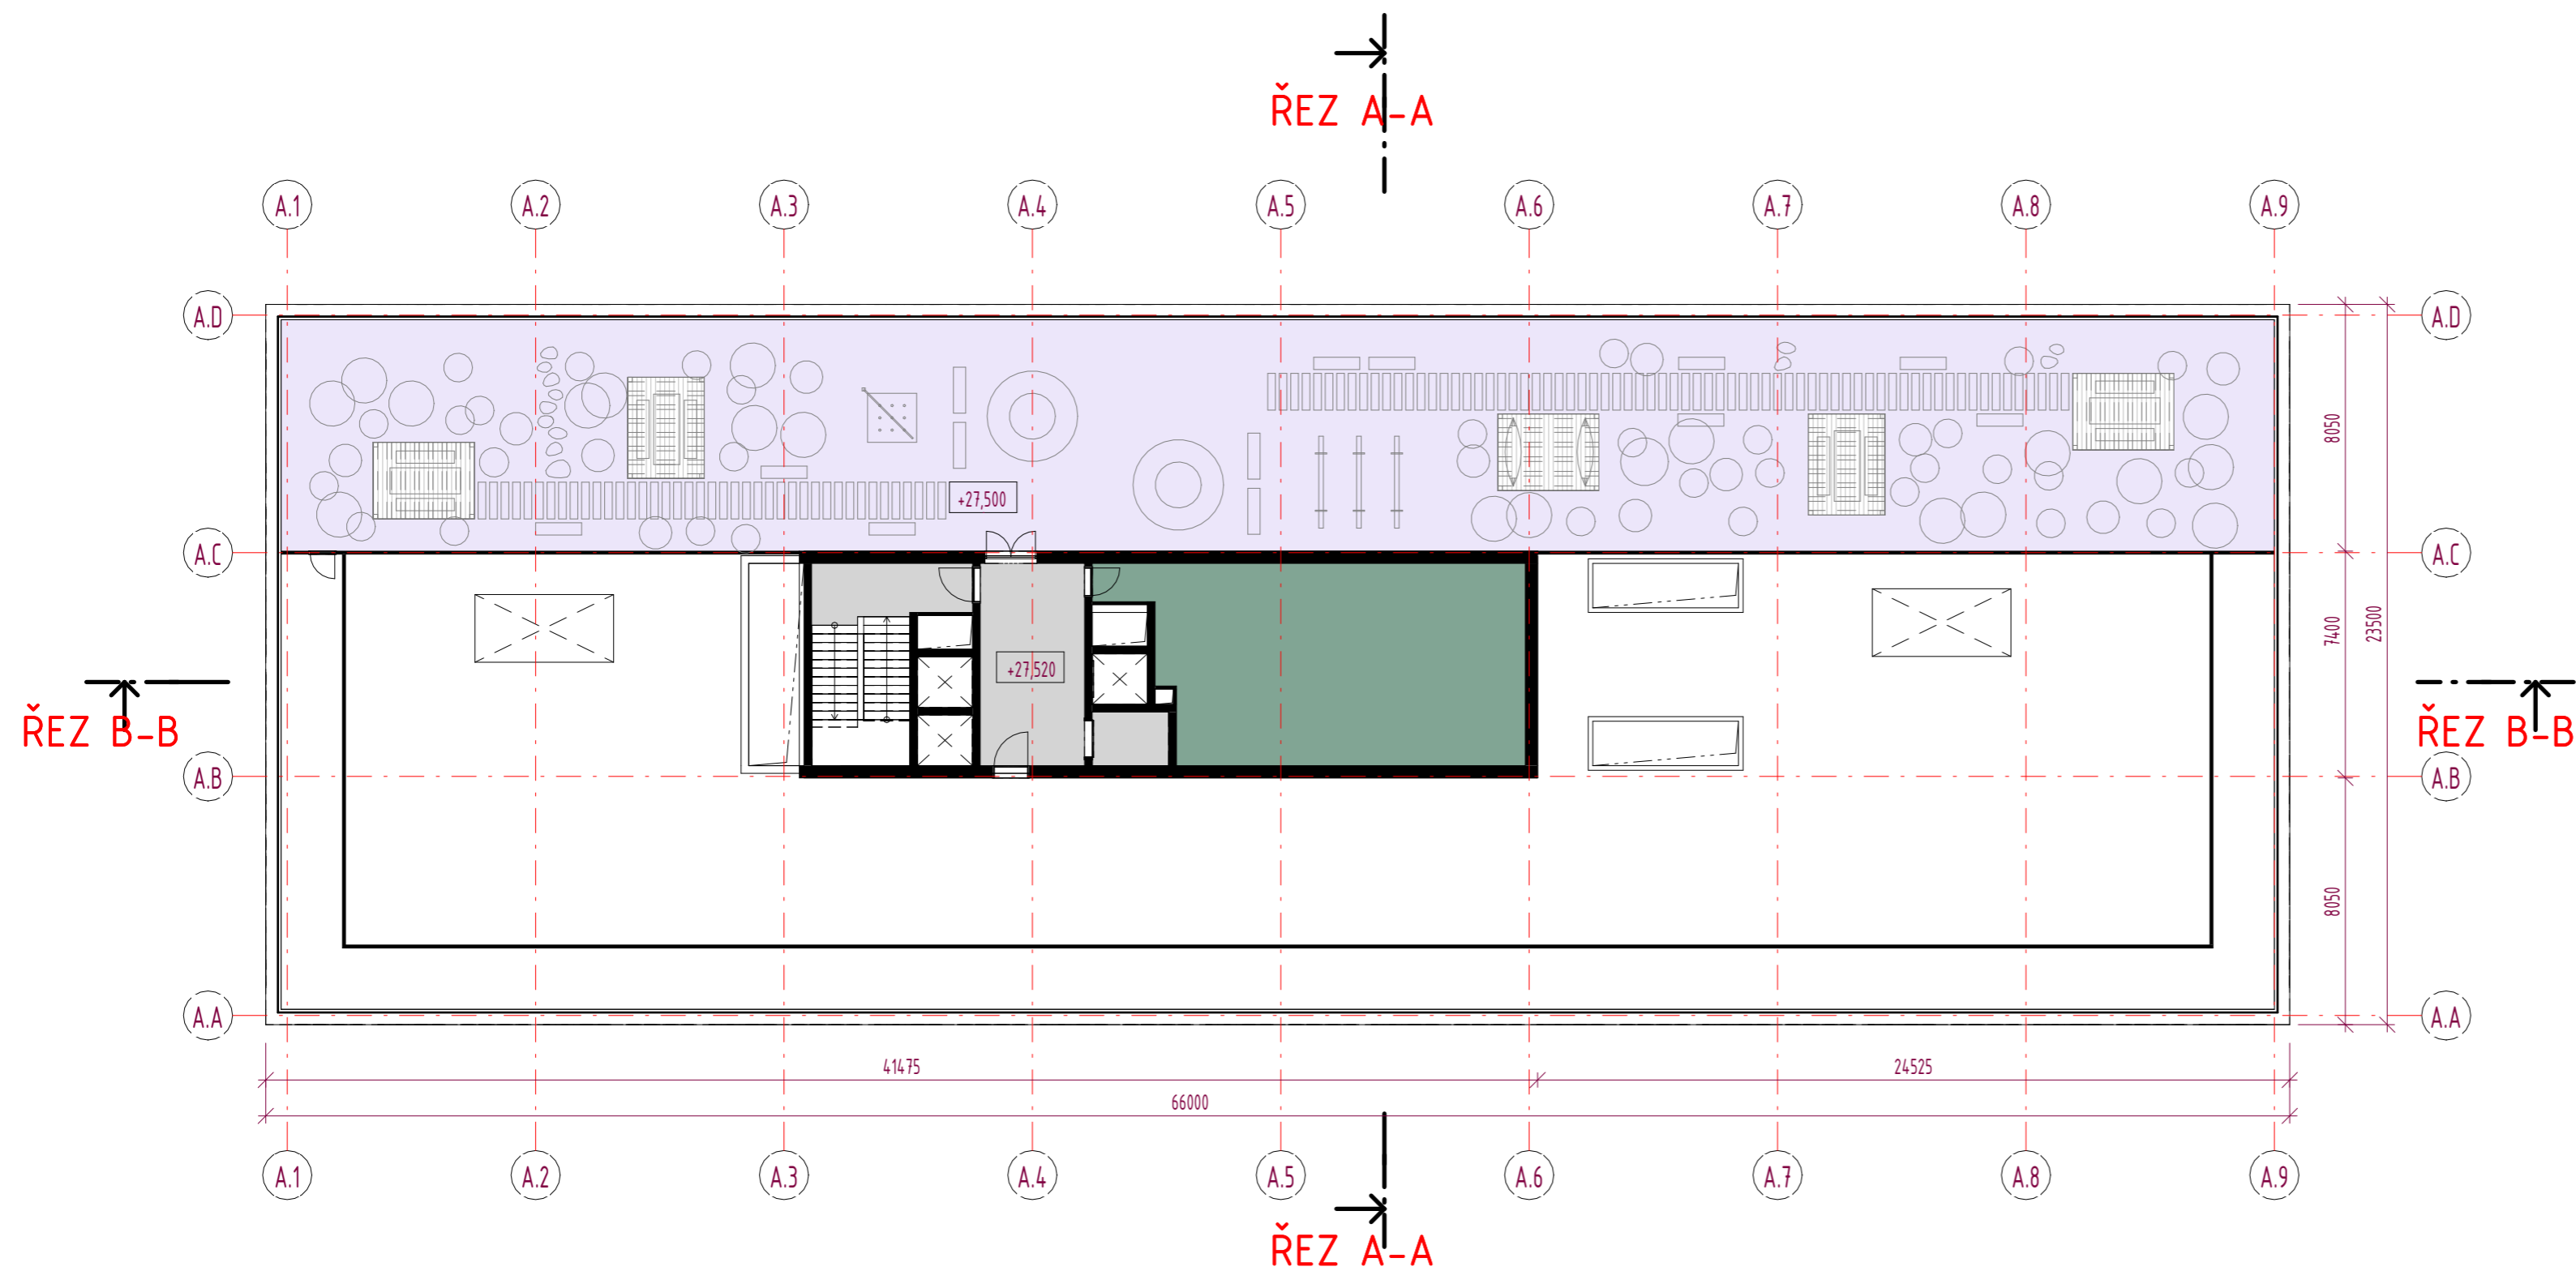 ŘEZ A-A
A.1 A.2 A.3 A.4 A.5 A.6 A.7 A.8 A.9
A.D A.D
8050
+27,500
A.C A.C
7400
23500
+27,520
ŘEZ B-B ŘEZ B-B
A.B A.B
8050
A.A A.A
41475 24525
66000
A.1 A.2 A.3 A.4 A.5 A.6 A.7 A.8 A.9
ŘEZ A-A